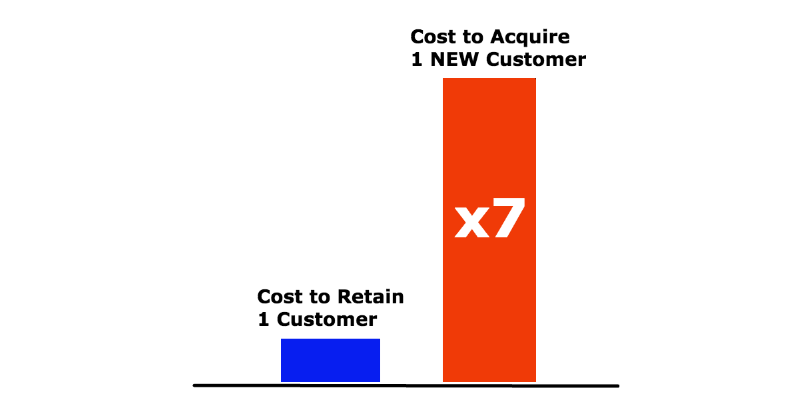 Cost to Acquire
1 NEW Customer
x7
Cost to Retain
1 Customer